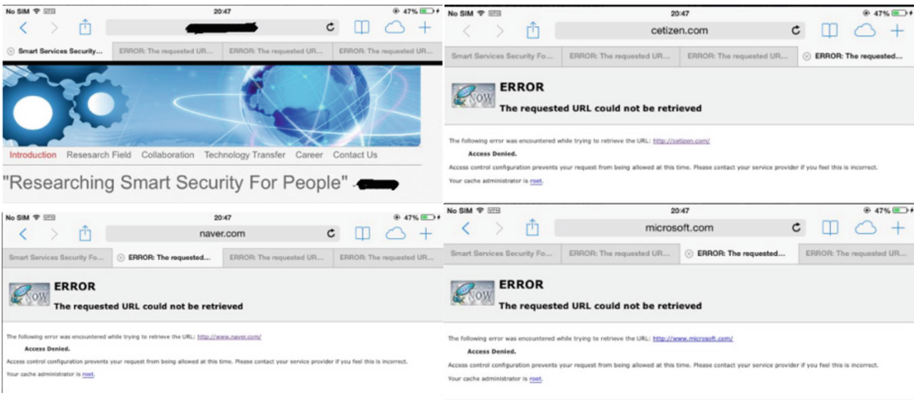 No SIM 20:47 47%
Smart Services Security... ERROR: The requested UR... ERROR: The requested UR... ERROR: The requested UR...
Introduction Resesarch Field Collaboration Technology Transfer Career Contact Us
"Researching Smart Security For People" -
No SIM 20:47 47%
cetizen.com
Smart Services Security Fo... ERROR: The requested UR... ERROR: The requested UR... ERROR: The requested...
NOW
ERROR
The requested URL could not be retrieved
The following error was encountered while trying to retrieve the URL: http://cetizen.com/
Access Denied.
Access control configuration prevents your request from being allowed at this time. Please contact your service provider if you feel this is incorrect.
Your cache administrator is root.
No SIM 20:47 47%
naver.com
Smart Services Security Fo... ERROR: The requested... ERROR: The requested UR... ERROR: The requested UR...
NOW
ERROR
The requested URL could not be retrieved
The following error was encountered while trying to retrieve the URL: http://www.naver.com/
Access Denied.
Access control configuration prevents your request from being allowed at this time. Please contact your service provider if you feel this is incorrect.
Your cache administrator is root.
No SIM 20:47 47%
microsoft.com
Smart Services Security Fo... ERROR: The requested UR... ERROR: The requested... ERROR: The requested UR...
NOW
ERROR
The requested URL could not be retrieved
The following error was encountered while trying to retrieve the URL: http://www.microsoft.com/
Access Denied.
Access control configuration prevents your request from being allowed at this time. Please contact your service provider if you feel this is incorrect.
Your cache administrator is root.